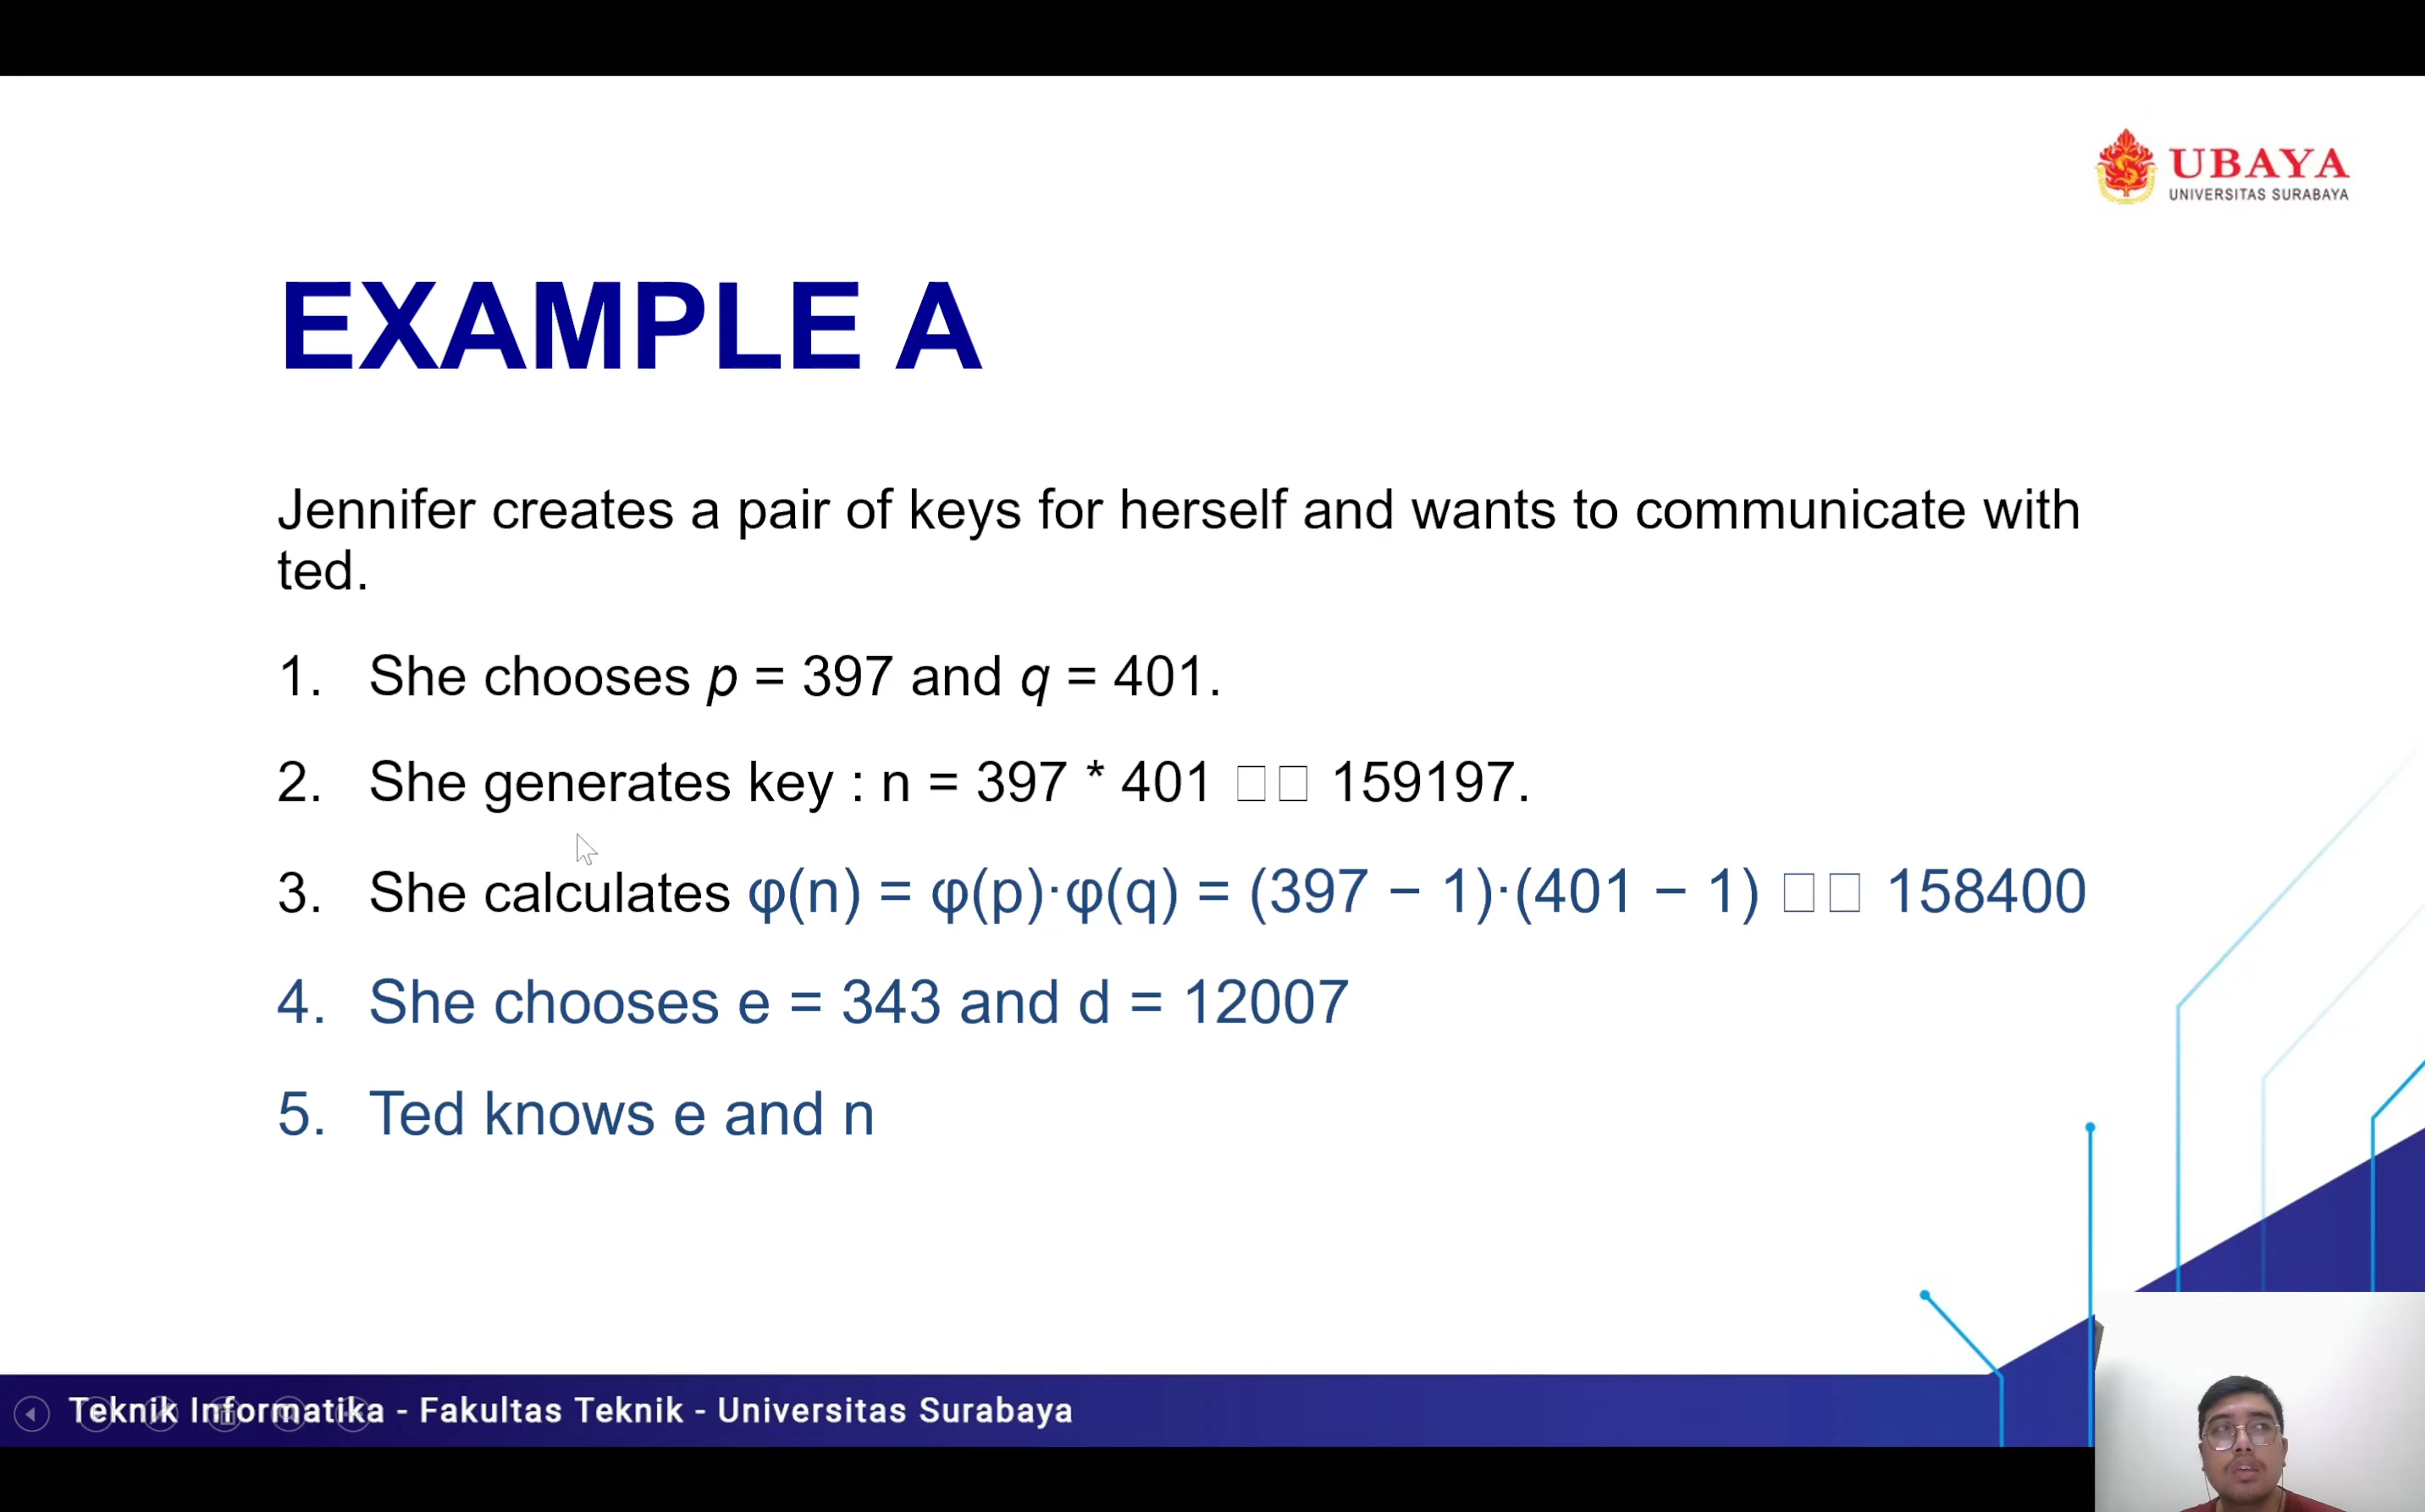 UBAYA
UNIVERSITAS SURABAYA
EXAMPLE A
Jennifer creates a pair of keys for herself and wants to communicate with
ted.
1. She chooses p = 397 and q = 401.
2. She generates key : n = 397 * 401 □□ 159197.
3. She calculates φ(n) = φ(p)·φ(q) = (397 − 1)·(401 − 1) □□ 158400
4. She chooses e = 343 and d = 12007
5. Ted knows e and n
Teknik Informatika - Fakultas Teknik - Universitas Surabaya